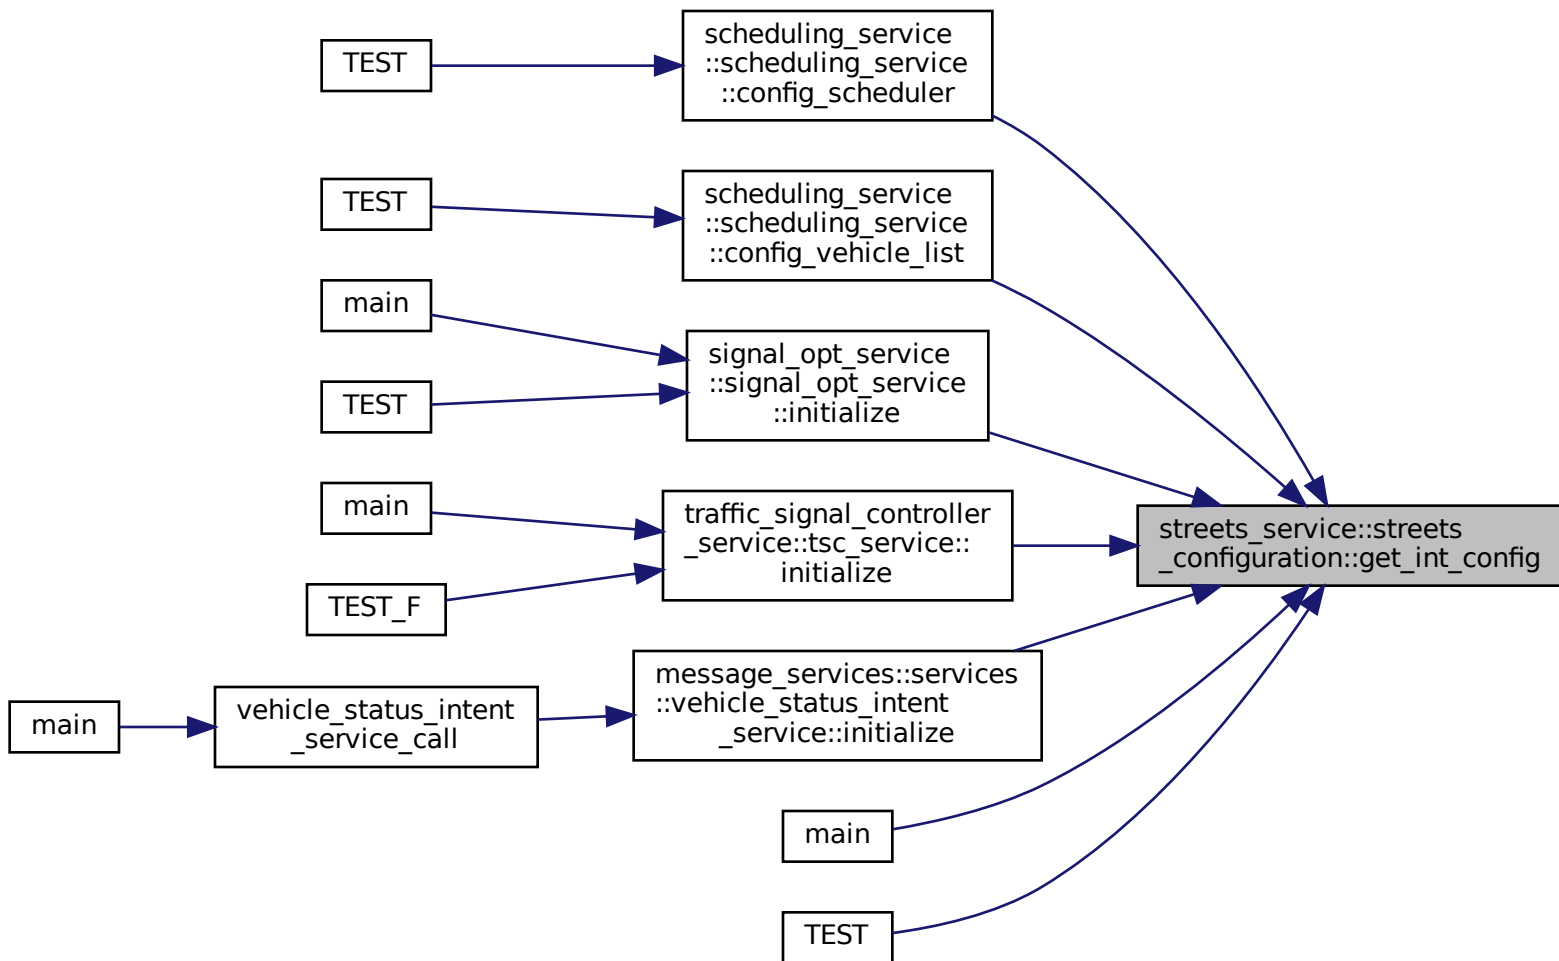 scheduling_service
::scheduling_service
::config_scheduler
TEST
scheduling_service
::scheduling_service
::config_vehicle_list
TEST
main
signal_opt_service
::signal_opt_service
::initialize
TEST
main
traffic_signal_controller
_service::tsc_service::
initialize
streets_service::streets
_configuration::get_int_config
TEST_F
message_services::services
::vehicle_status_intent
_service::initialize
vehicle_status_intent
_service_call
main
main
TEST